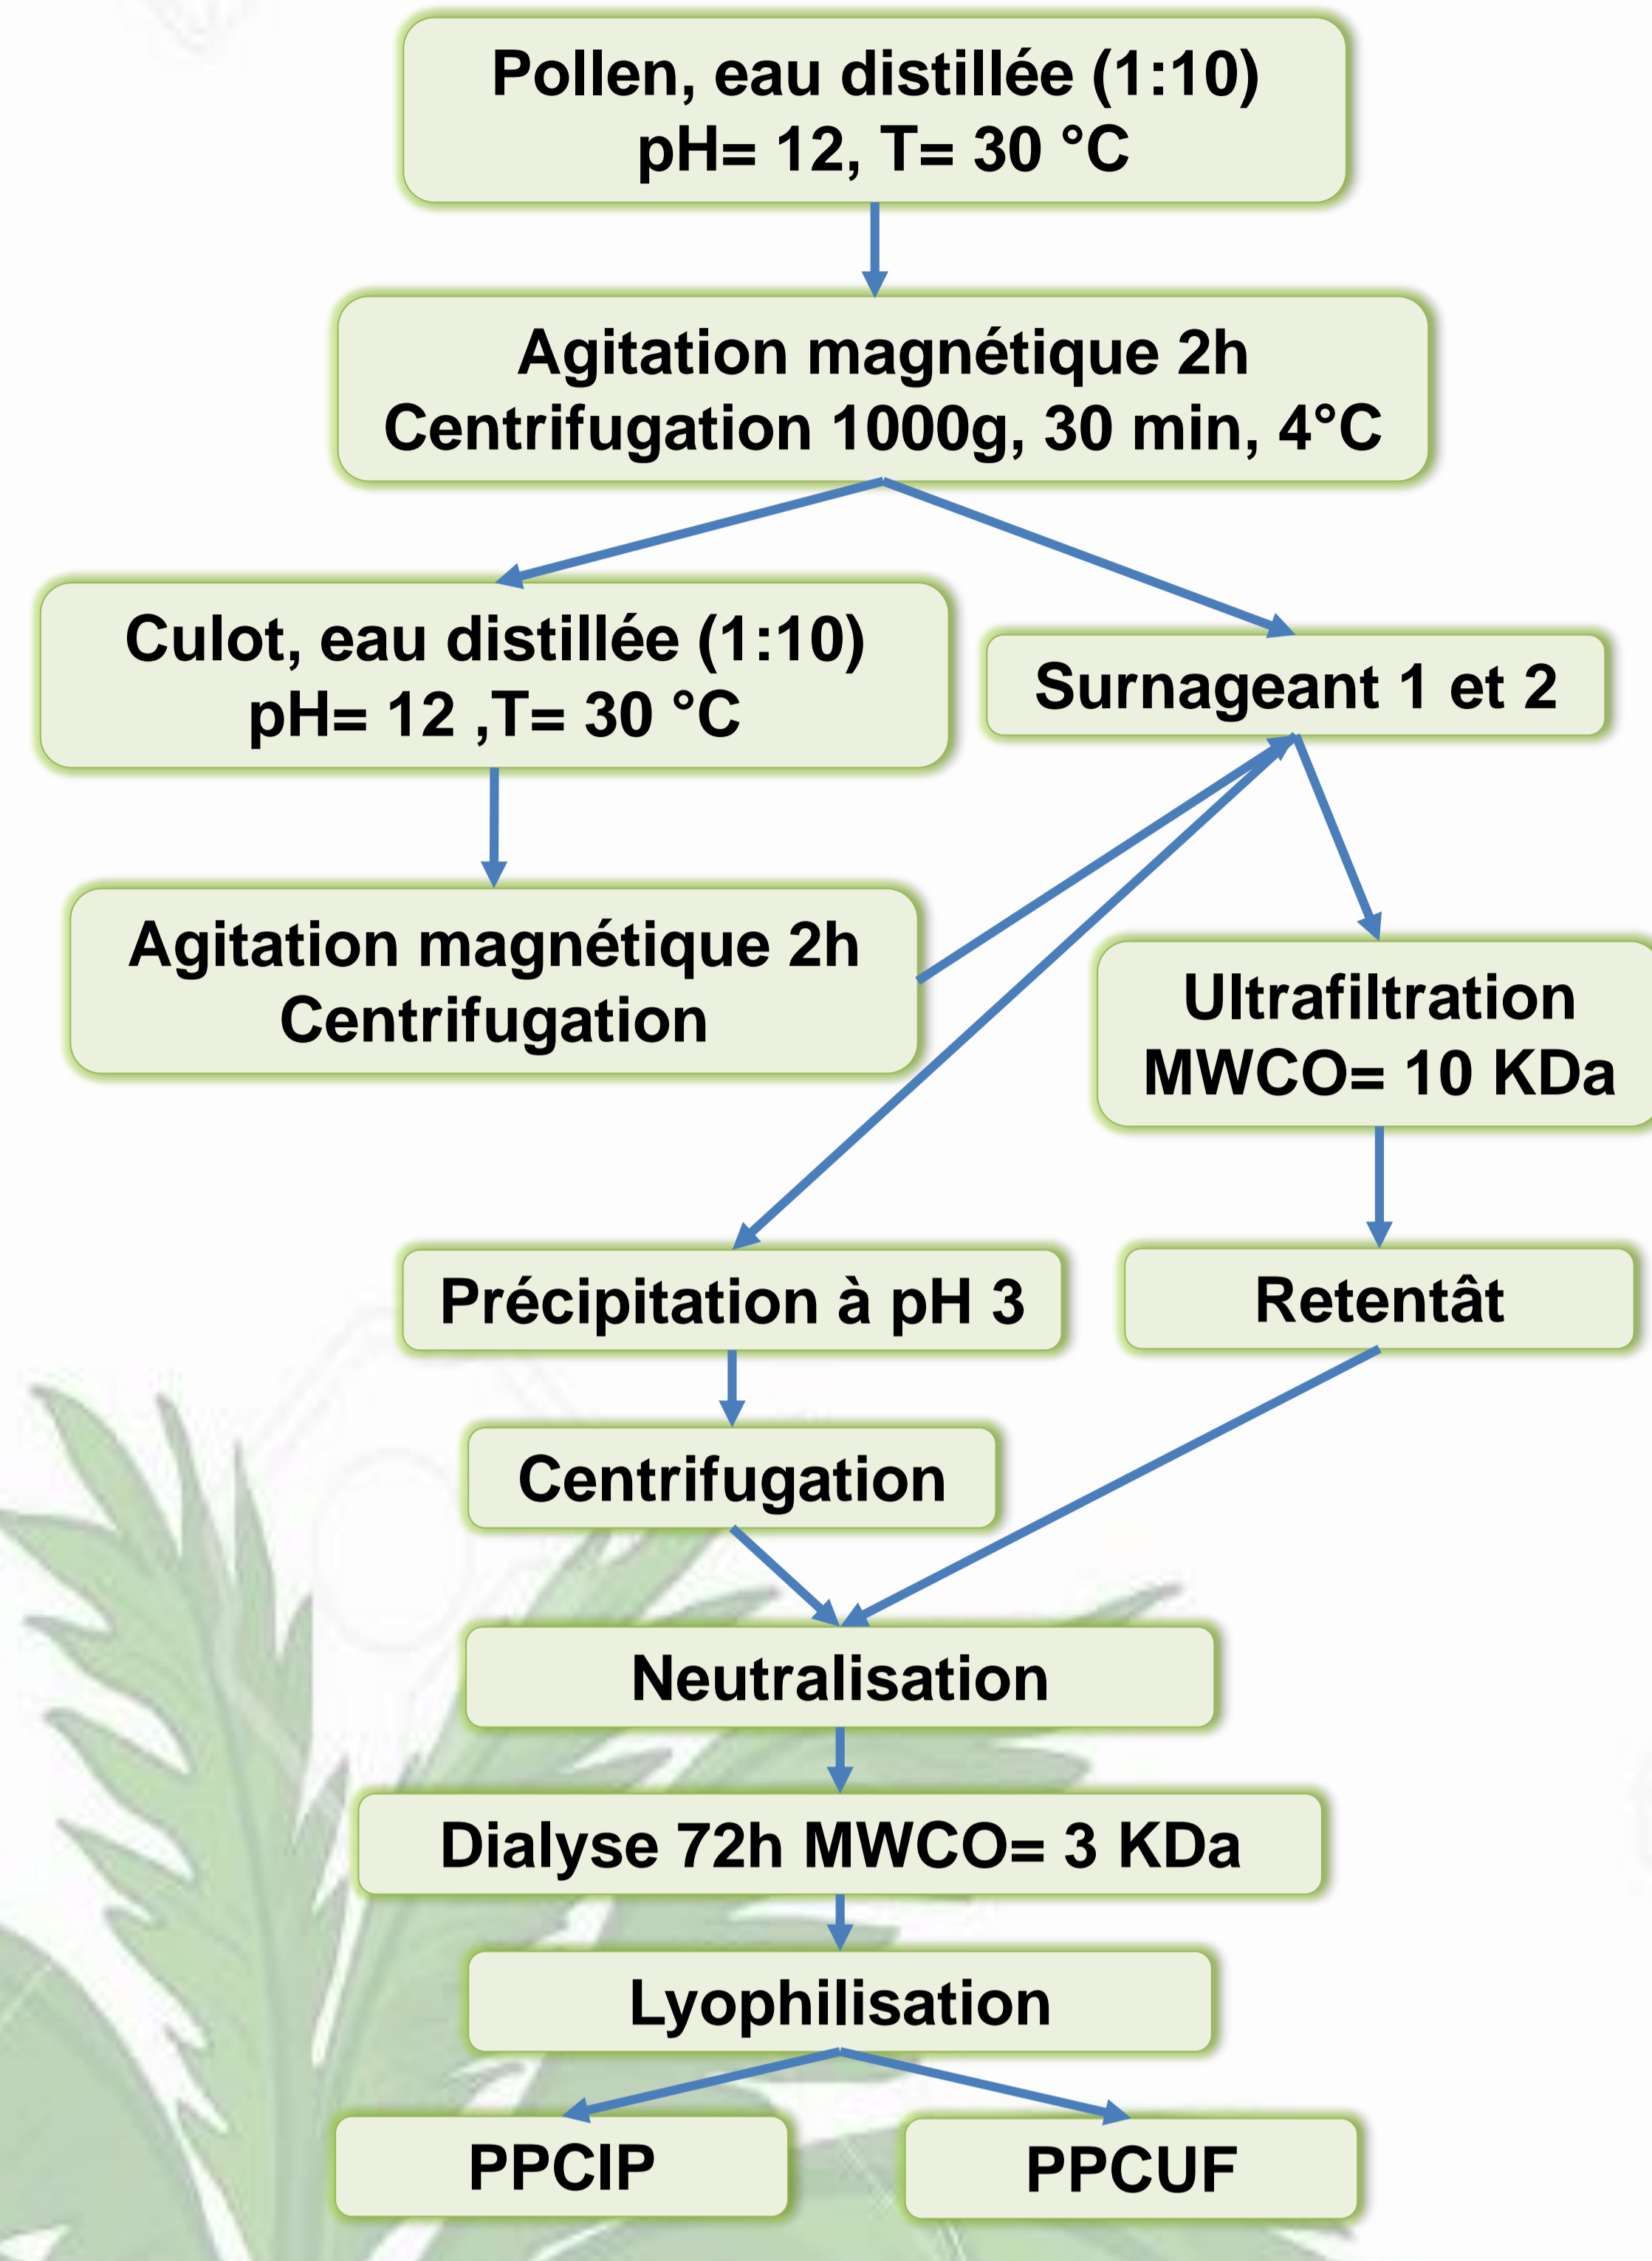 Pollen, eau distillée (1:10)
pH= 12, T= 30 °C
Agitation magnétique 2h
Centrifugation 1000g, 30 min, 4°C
Culot, eau distillée (1:10)
pH= 12 ,T= 30 °C
Surnageant 1 et 2
Agitation magnétique 2h
Centrifugation
Ultrafiltration
MWCO= 10 KDa
Précipitation à pH 3
Retentât
Centrifugation
Neutralisation
Dialyse 72h MWCO= 3 KDa
Lyophilisation
PPCIP
PPCUF